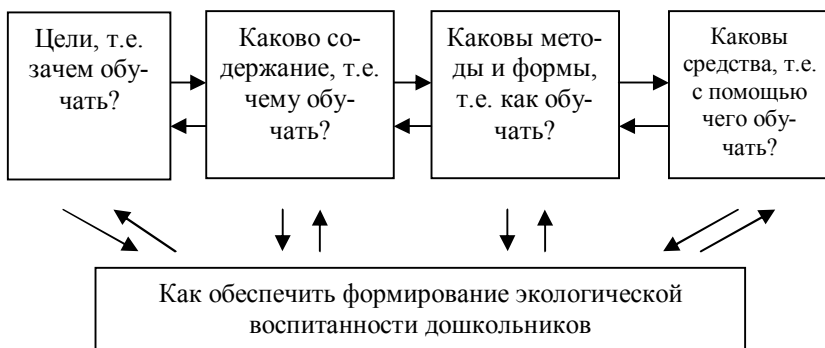 Цели, т.е.
зачем обу-
чать?
Каково со-
держание, т.е.
чему обу-
чать?
Каковы мето-
ды и формы,
т.е. как обу-
чать?
Каковы
средства, т.е.
с помощью
чего обу-
чать?
Как обеспечить формирование экологической
воспитанности дошкольников